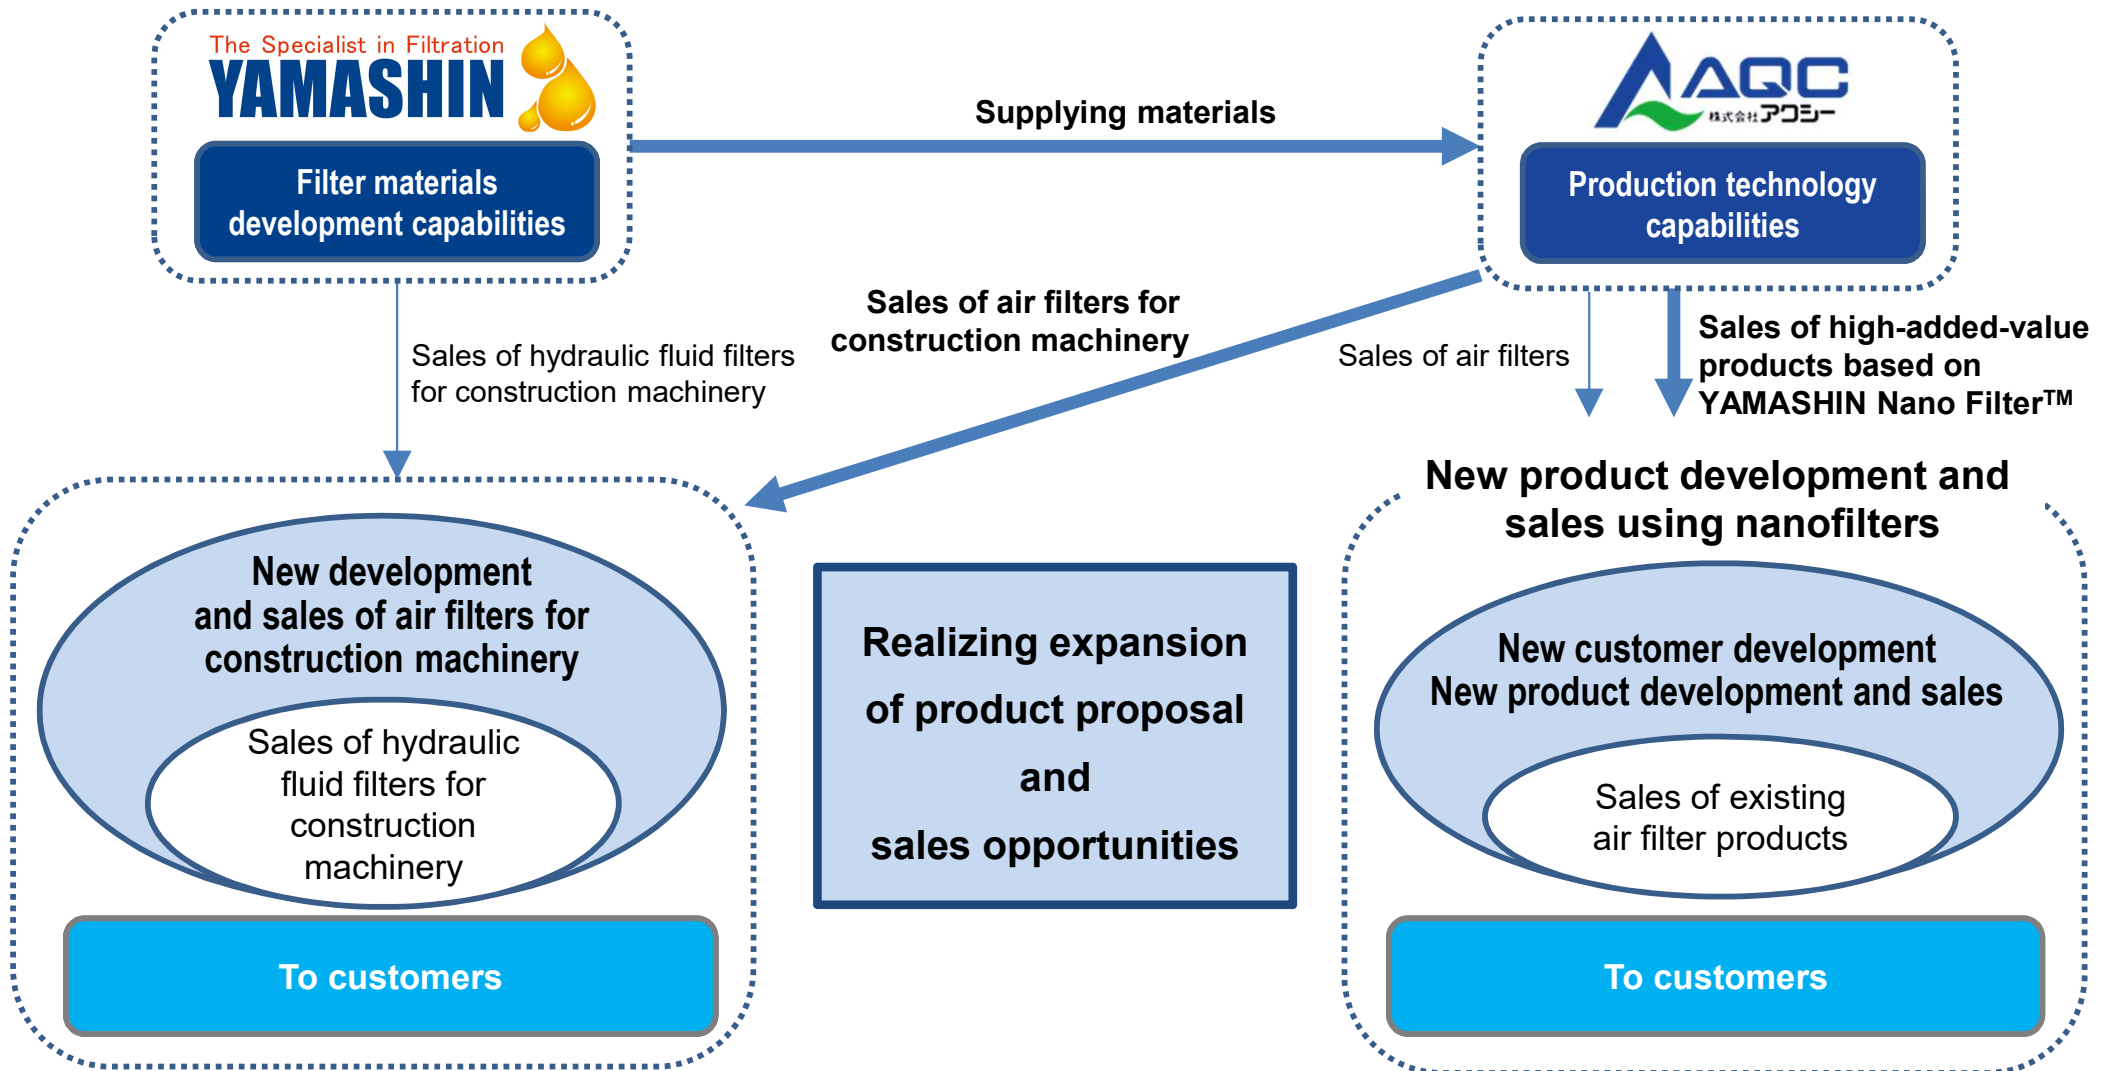 The Specialist in Filtration
YAMASHIN
Filter materials
development capabilities
Supplying materials
AQC
株式会社アクシー
Production technology
capabilities
Sales of hydraulic fluid filters
for construction machinery
Sales of air filters for
construction machinery
Sales of air filters
Sales of high-added-value
products based on
YAMASHIN Nano Filter™
New development
and sales of air filters for
construction machinery
Sales of hydraulic
fluid filters for
construction
machinery
To customers
Realizing expansion
of product proposal
and
sales opportunities
New product development and
sales using nanofilters
New customer development
New product development and sales
Sales of existing
air filter products
To customers